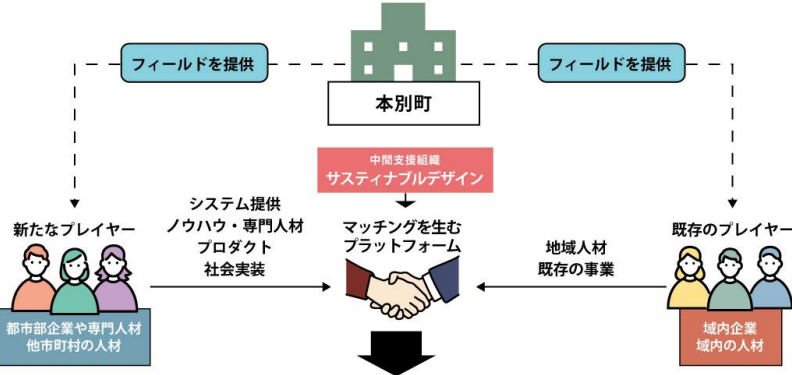 フィールドを提供
フィールドを提供
本別町
中間支援組織
サスティナブルデザイン
システム提供
ノウハウ・専門人材
プロダクト
社会実装
新たなプレイヤー
マッチングを生む
プラットフォーム
既存のプレイヤー
地域人材
既存の事業
都市部企業や専門人材
他市町村の人材
域内企業
域内の人材